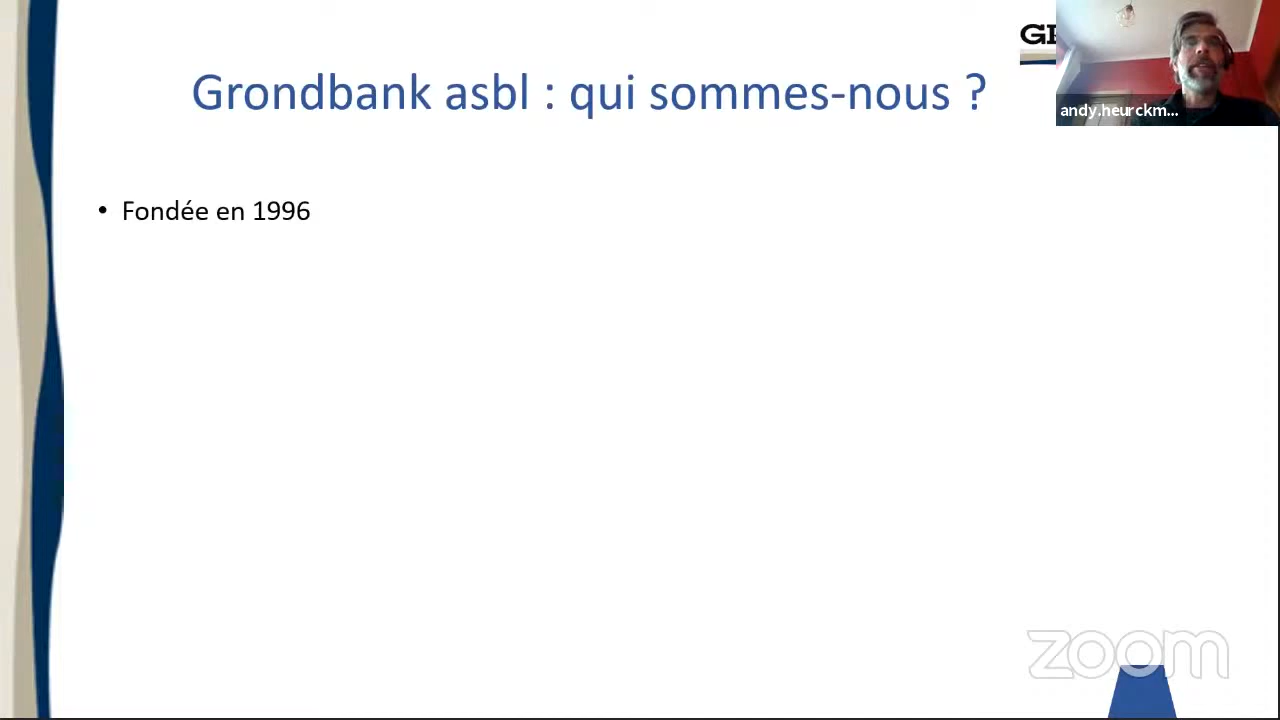 Grondbank asbl : qui sommes-nous ?
andy.heurckm...
• Fondée en 1996
zoom